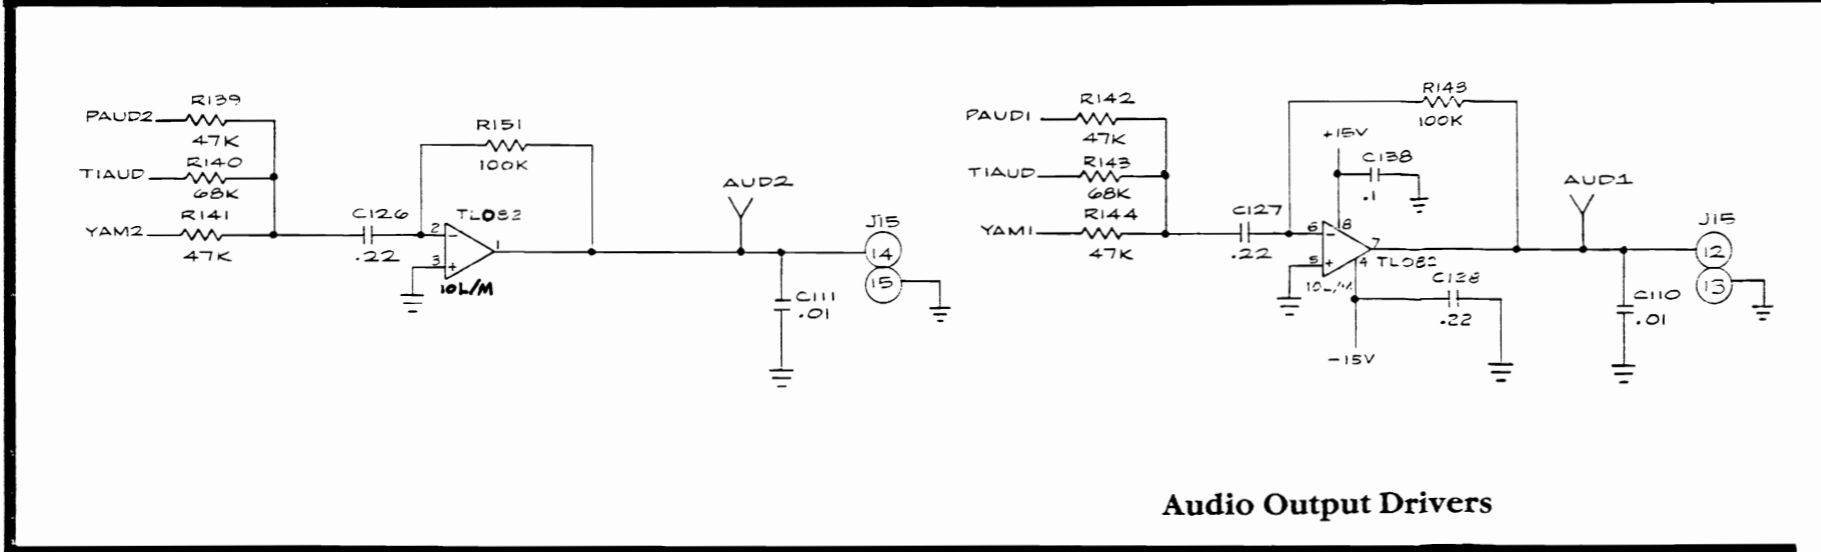 R139
PAUD2
47K
R140
TIAUD
68K
R141
YAM2
47K
C126
.22
R151
100K
TL082
2
-
3
+
1
10L/M
AUD2
C111
.01
J15
14
15
R142
PAUD1
47K
R143
TIAUD
68K
R144
YAM1
47K
C127
.22
R143
100K
+15V
C138
.1
6
-
8
5
+
7
4
TL082
10L/M
C128
.22
-15V
AUD1
C110
.01
J15
12
13
Audio Output Drivers